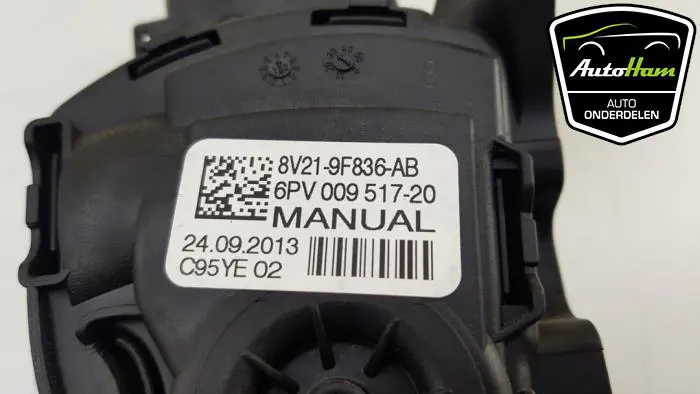 8V21-9F836-AB
6PV 009 517-20
MANUAL
24.09.2013
C95YE 02
AutoHam
AUTO
ONDERDELEN